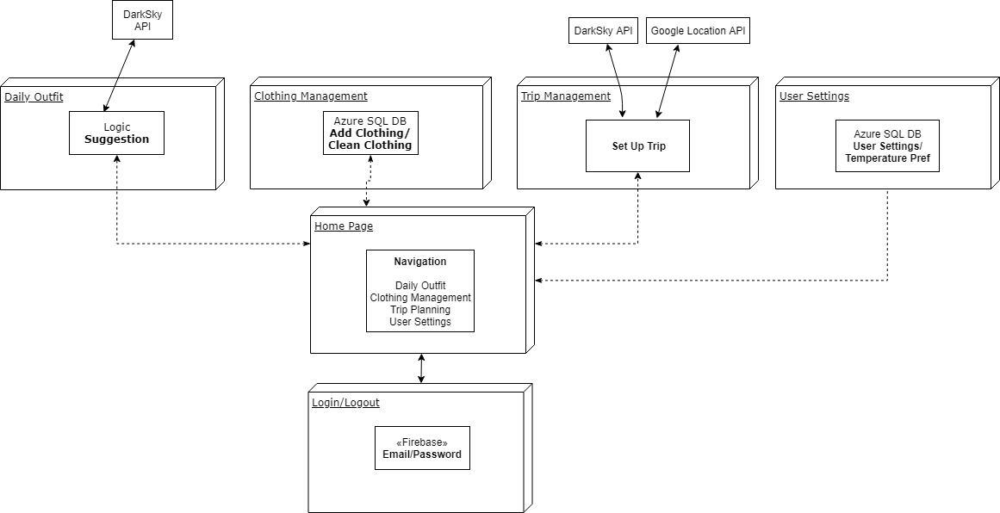 DarkSky
API
DarkSky API
Google Location API
Daily Outfit
Logic
Suggestion
Clothing Management
Azure SQL DB
Add Clothing/
Clean Clothing
Trip Management
Set Up Trip
User Settings
Azure SQL DB
User Settings/
Temperature Pref
Home Page
Navigation
Daily Outfit
Clothing Management
Trip Planning
User Settings
Login/Logout
«Firebase»
Email/Password